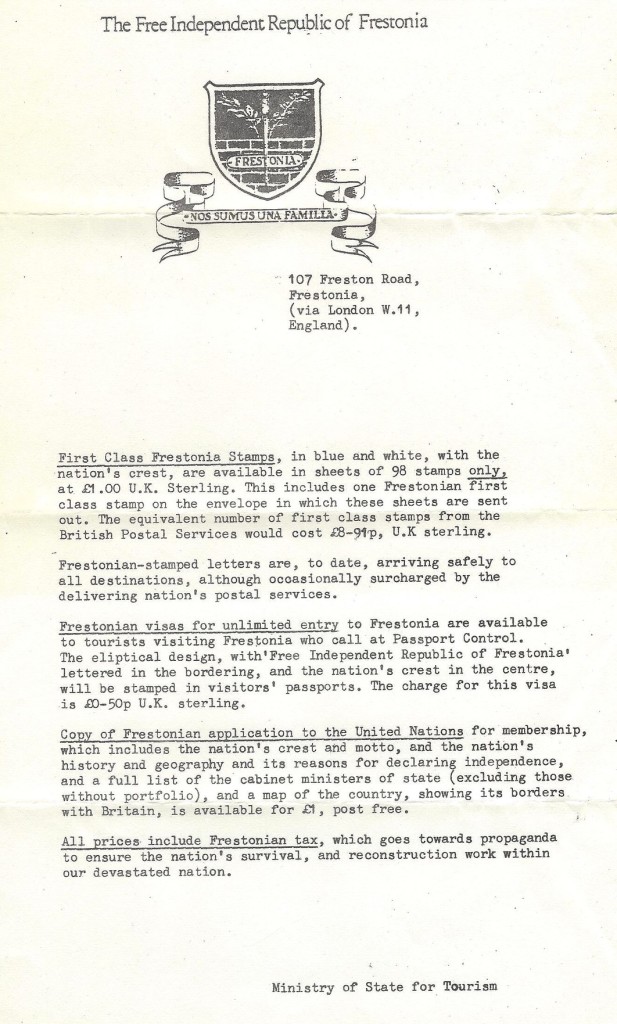 The Free Independent Republic of Frestonia
FRESTONIA
NOS SUMUS UNA FAMILIA
107 Freston Road,
Frestonia,
(via London W.11,
England).
First Class Frestonia Stamps, in blue and white, with the
nation's crest, are available in sheets of 98 stamps only,
at £1.00 U.K. Sterling. This includes one Frestonian first
class stamp on the envelope in which these sheets are sent
out. The equivalent number of first class stamps from the
British Postal Services would cost £8-91p, U.K sterling.
Frestonian-stamped letters are, to date, arriving safely to
all destinations, although occasionally surcharged by the
delivering nation's postal services.
Frestonian visas for unlimited entry to Frestonia are available
to tourists visiting Frestonia who call at Passport Control.
The eliptical design, with'Free Independent Republic of Frestonia'
lettered in the bordering, and the nation's crest in the centre,
will be stamped in visitors' passports. The charge for this visa
is £0-50p U.K. sterling.
Copy of Frestonian application to the United Nations for membership,
which includes the nation's crest and motto, and the nation's
history and geography and its reasons for declaring independence,
and a full list of the cabinet ministers of state (excluding those
without portfolio), and a map of the country, showing its borders
with Britain, is available for £1, post free.
All prices include Frestonian tax, which goes towards propaganda
to ensure the nation's survival, and reconstruction work within
our devastated nation.
Ministry of State for Tourism